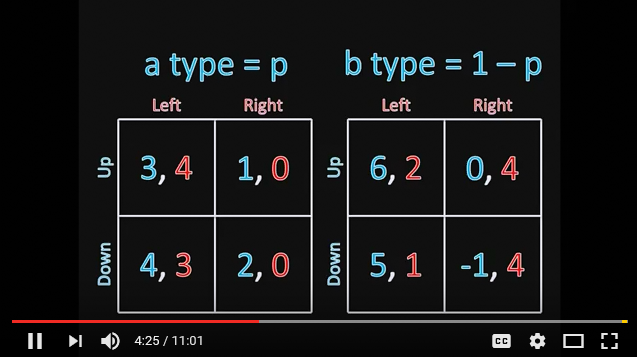 a type = p b type = 1 – p
Left Right Left Right
Up 3, 4 1, 0 Up 6, 2 0, 4
Down 4, 3 2, 0 Down 5, 1 -1, 4
4:25 / 11:01 CC